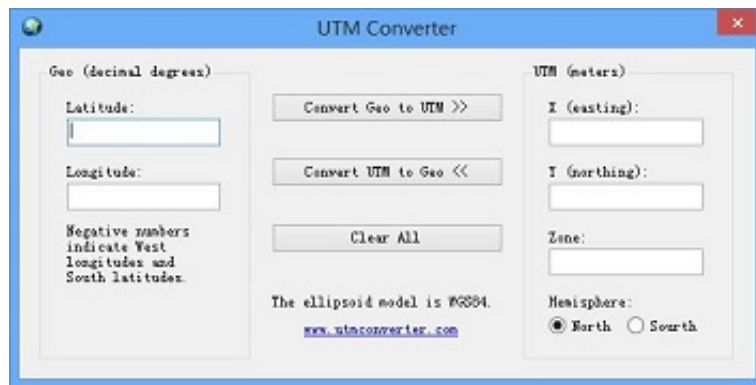 UTM Converter
Geo (decimal degrees)
Latitude:
Longitude:
Negative numbers
indicate West
longitudes and
South latitudes.
Convert Geo to UTM >>
Convert UTM to Geo <<
Clear All
The ellipsoid model is WGS84.
www.utmconverter.com
UTM (meters)
X (easting):
Y (northing):
Zone:
Hemisphere:
North
Sourth